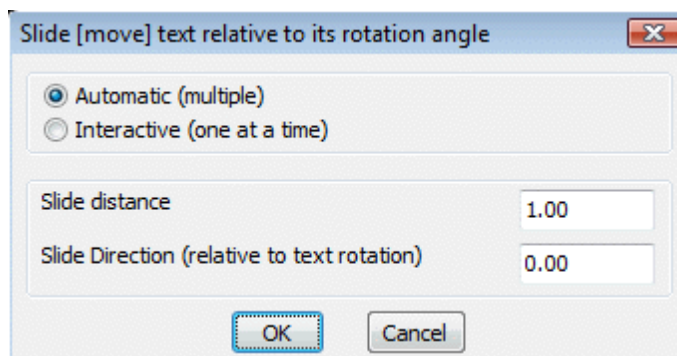 Slide [move] text relative to its rotation angle
Automatic (multiple)
Interactive (one at a time)
Slide distance 1.00
Slide Direction (relative to text rotation) 0.00
OK Cancel